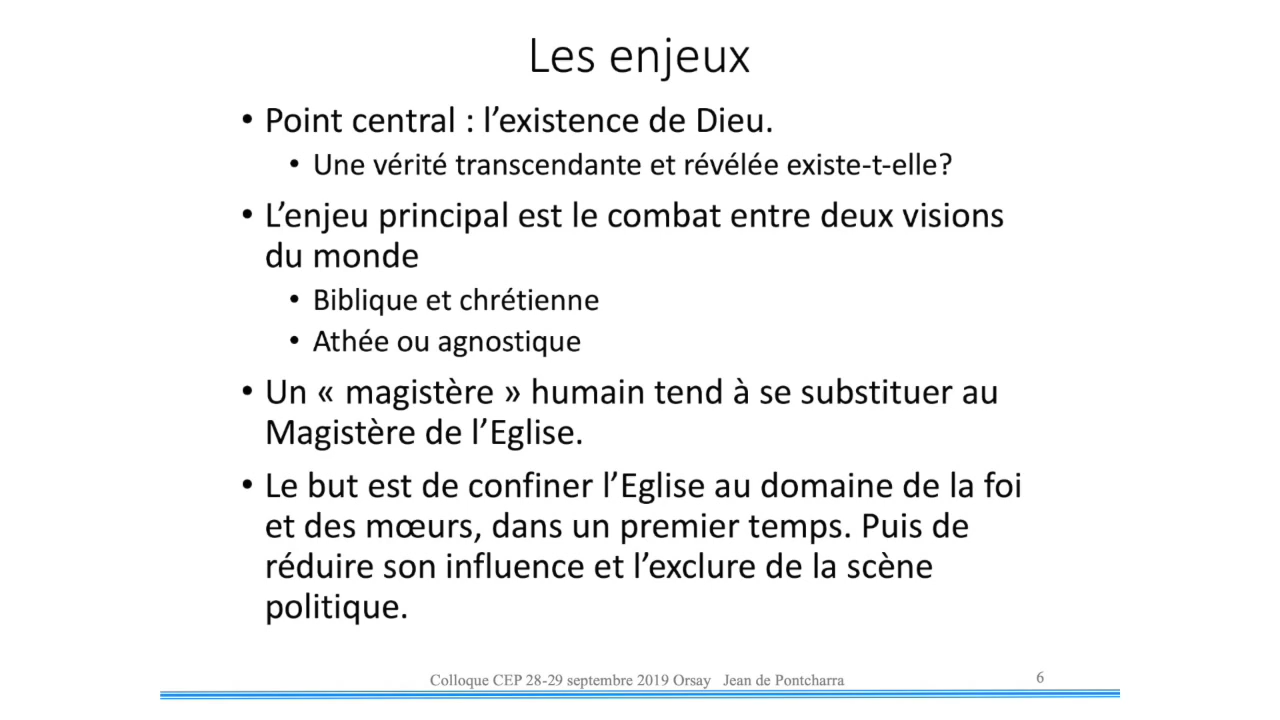 Les enjeux
• Point central : l’existence de Dieu.
• Une vérité transcendante et révélée existe-t-elle?
• L’enjeu principal est le combat entre deux visions
du monde
• Biblique et chrétienne
• Athée ou agnostique
• Un « magistère » humain tend à se substituer au
Magistère de l’Eglise.
• Le but est de confiner l’Eglise au domaine de la foi
et des mœurs, dans un premier temps. Puis de
réduire son influence et l’exclure de la scène
politique.
Colloque CEP 28-29 septembre 2019 Orsay Jean de Pontcharra
6